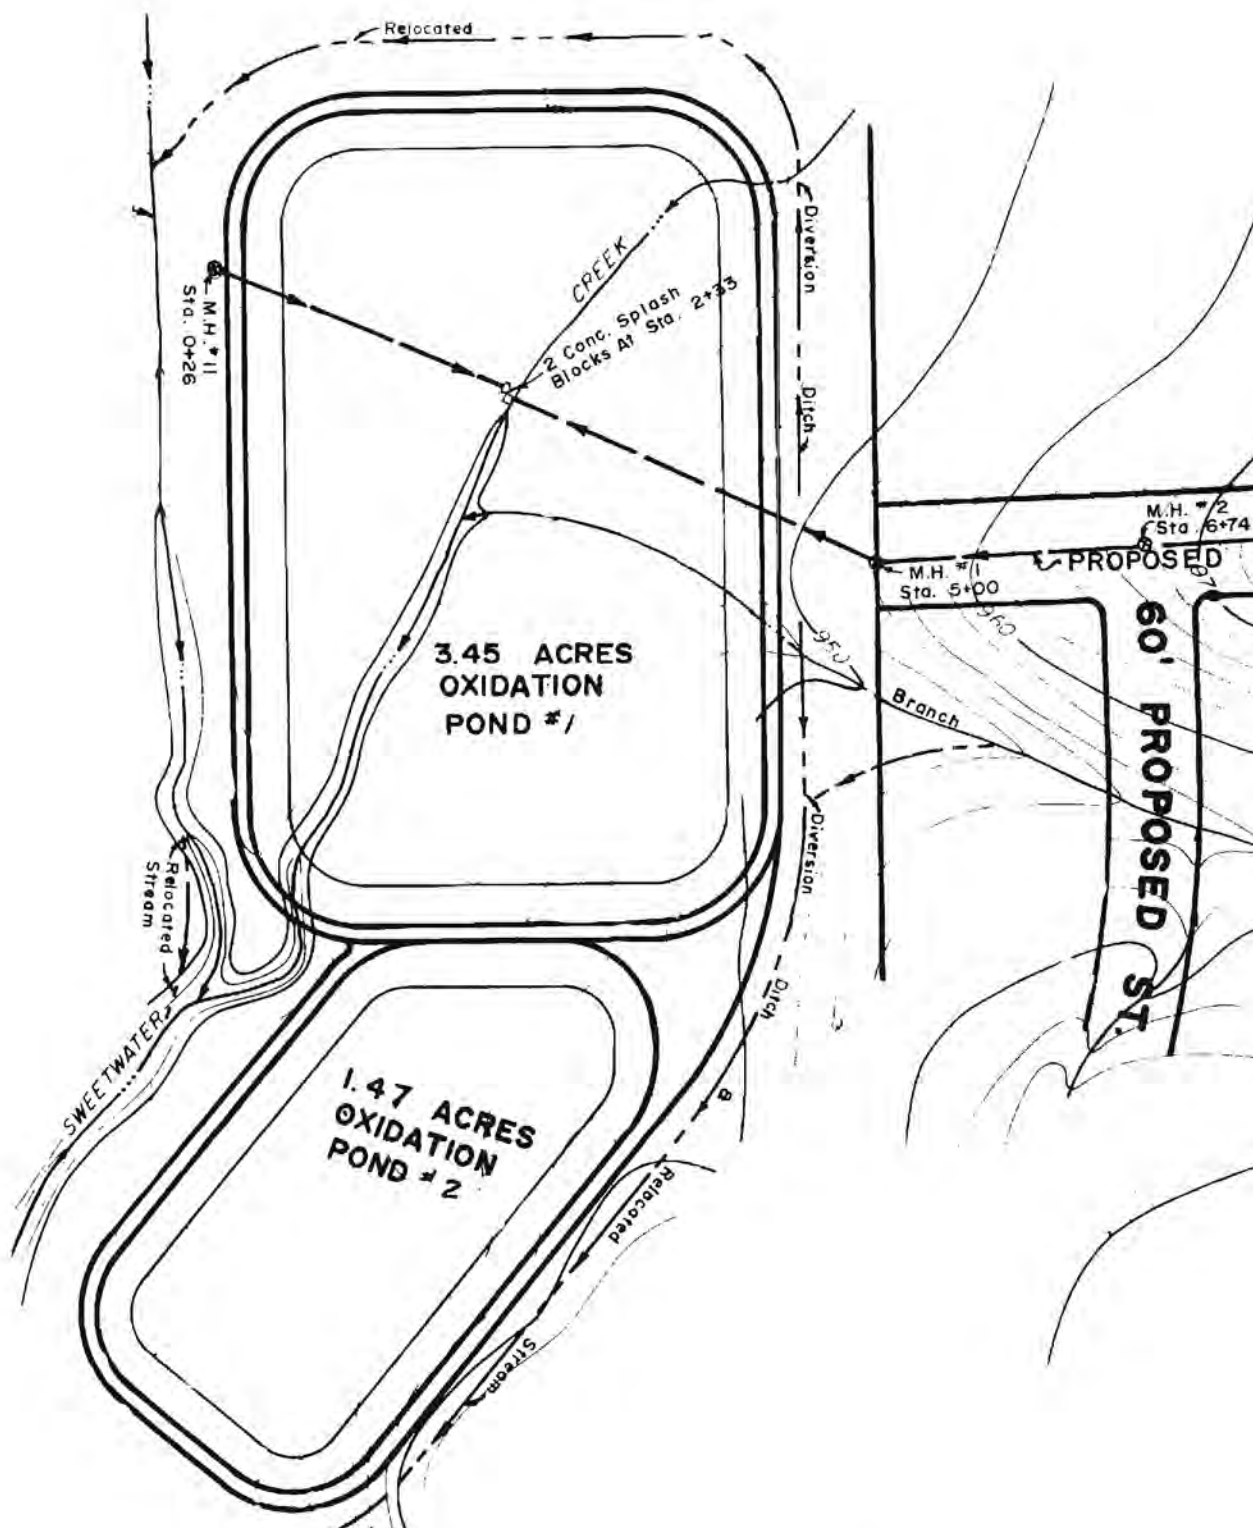 Relocated
Diversion
CREEK
2 Conc. Splash
Blocks At Sta. 2+33
M.H. #11
Sta. 0+26
Ditch
M.H. #2
Sta. 6+74
PROPOSED
M.H. #1
Sta. 5+00
960
950
3.45 ACRES
OXIDATION
POND #1
60' PROPOSED ST.
Branch
Diversion
Relocated
Stream
Ditch
SWEETWATER
1.47 ACRES
OXIDATION
POND #2
&
Relocated
Stream